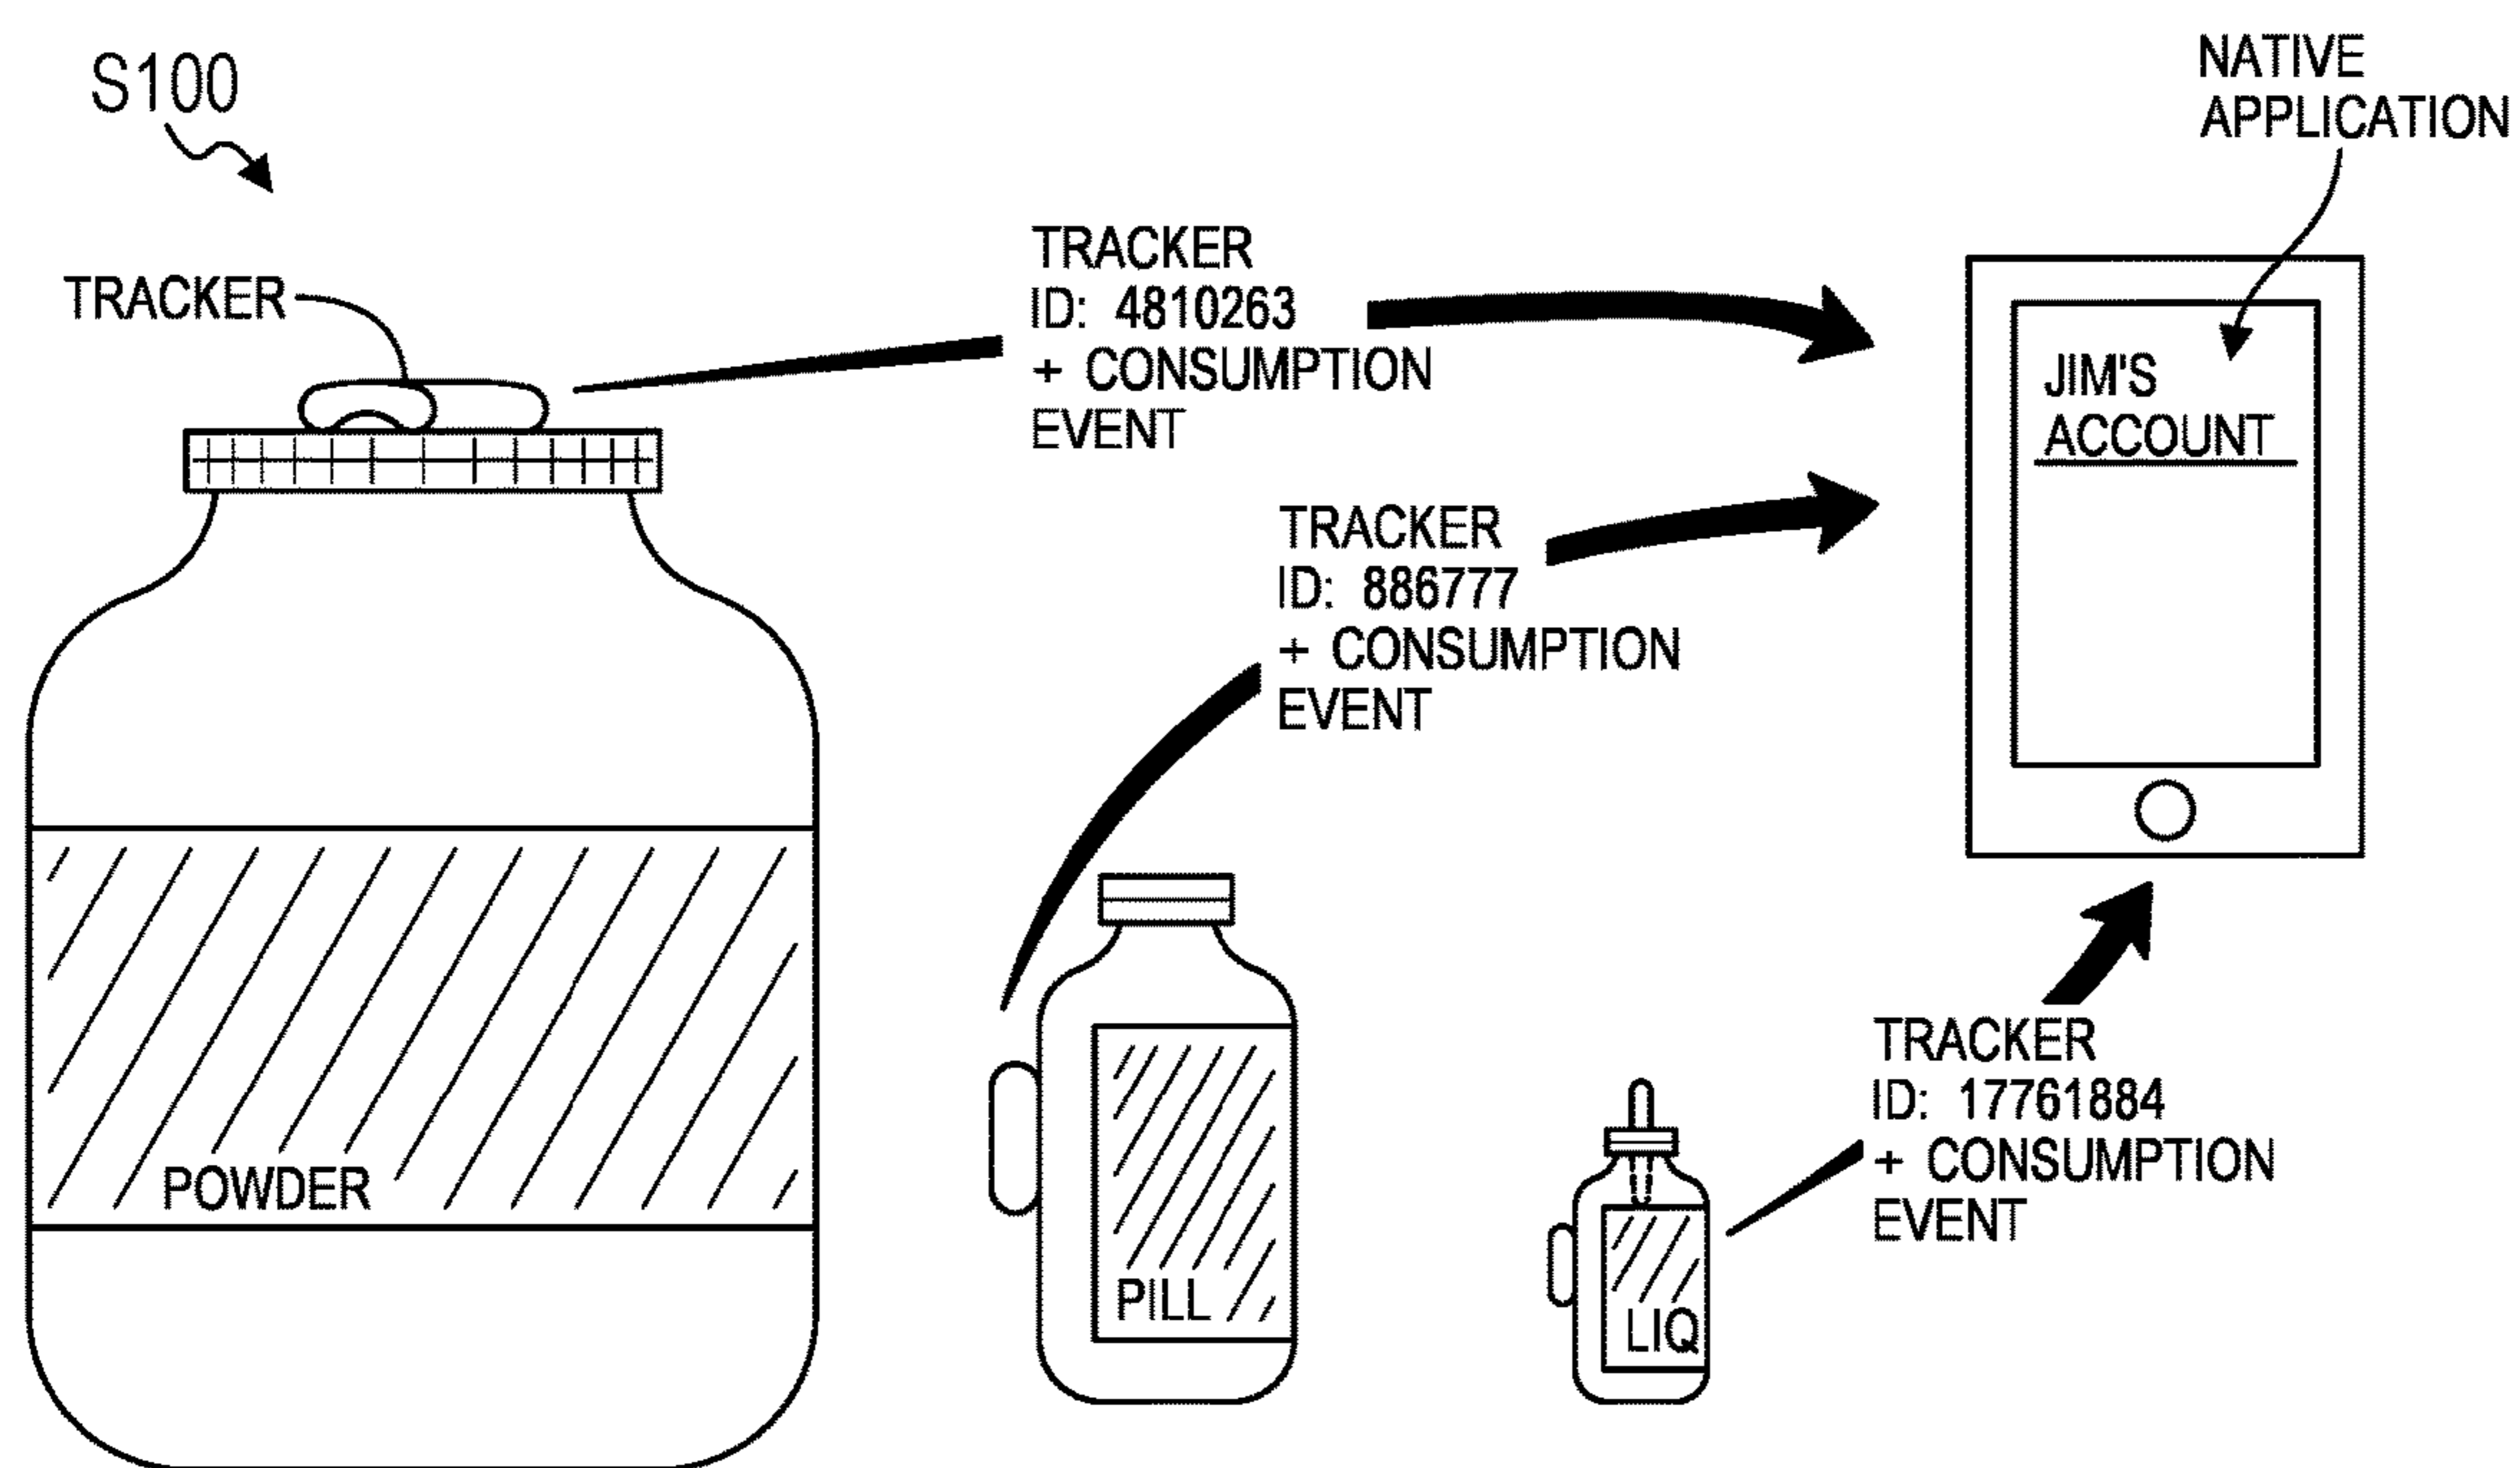 S100
NATIVE
APPLICATION
TRACKER
TRACKER
ID: 4810263
+ CONSUMPTION
EVENT
JIM'S
ACCOUNT
TRACKER
ID: 886777
+ CONSUMPTION
EVENT
TRACKER
ID: 17761884
+ CONSUMPTION
EVENT
POWDER
PILL
LIQ